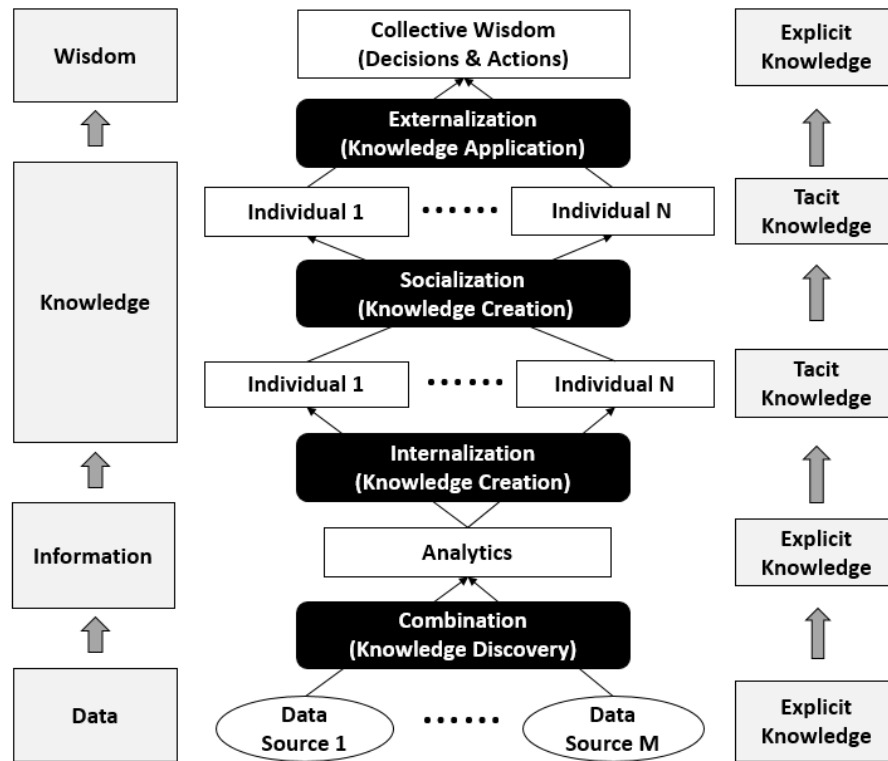 Wisdom
Collective Wisdom
(Decisions & Actions)
Explicit
Knowledge
Externalization
(Knowledge Application)
Individual 1
......
Individual N
Tacit
Knowledge
Knowledge
Socialization
(Knowledge Creation)
Individual 1
......
Individual N
Tacit
Knowledge
Internalization
(Knowledge Creation)
Information
Analytics
Explicit
Knowledge
Combination
(Knowledge Discovery)
Data
Data
Source 1
......
Data
Source M
Explicit
Knowledge